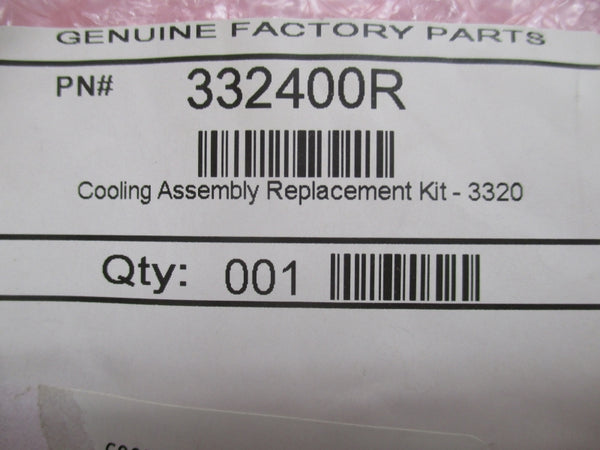 GENUINE FACTORY PARTS
PN# 332400R
Cooling Assembly Replacement Kit - 3320
Qty: 001